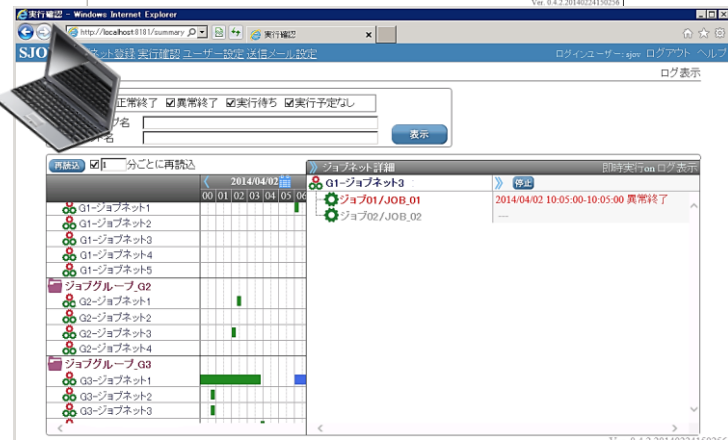 Ver. 0.4.2.20140224150256
実行確認 - Windows Internet Explorer
http://localhost:8181/summary
実行確認
SJO
ネット登録 実行確認 ユーザー設定 送信メール設定
ログインユーザー:sjov ログアウト ヘルプ
ログ表示
正常終了 異常終了 実行待ち 実行予定なし
名
名
表示
再読込 1 分ごとに再読込
2014/04/02
00 01 02 03 04 05 06
G1-ジョブネット1
G1-ジョブネット2
G1-ジョブネット3
G1-ジョブネット4
G1-ジョブネット5
ジョブグループ_G2
G2-ジョブネット1
G2-ジョブネット2
G2-ジョブネット3
G2-ジョブネット4
ジョブグループ_G3
G3-ジョブネット1
G3-ジョブネット2
G3-ジョブネット3
ジョブネット詳細 即時実行on ログ表示
G1-ジョブネット3 停止
ジョブ01/JOB_01 2014/04/02 10:05:00-10:05:00 異常終了
ジョブ02/JOB_02 ---